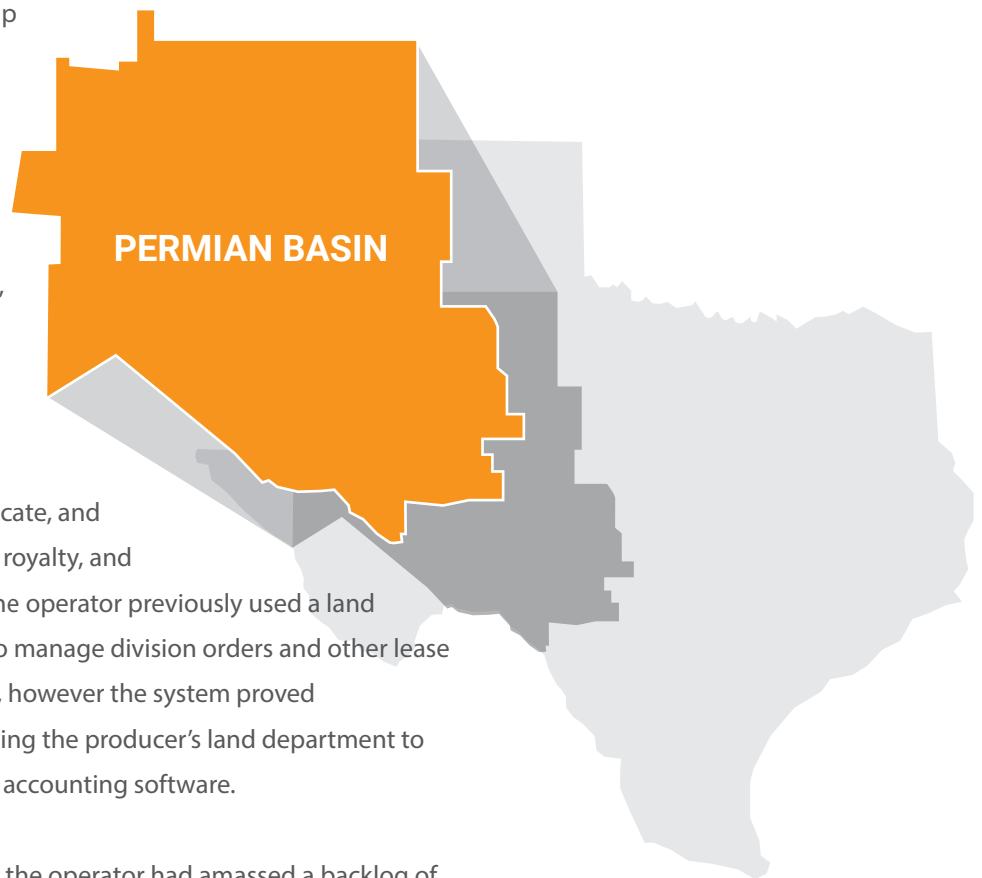 p
PERMIAN BASIN
,
cate, and
royalty, and
he operator previously used a land
o manage division orders and other lease
, however the system proved
ing the producer's land department to
accounting software.
the operator had amassed a backlog of